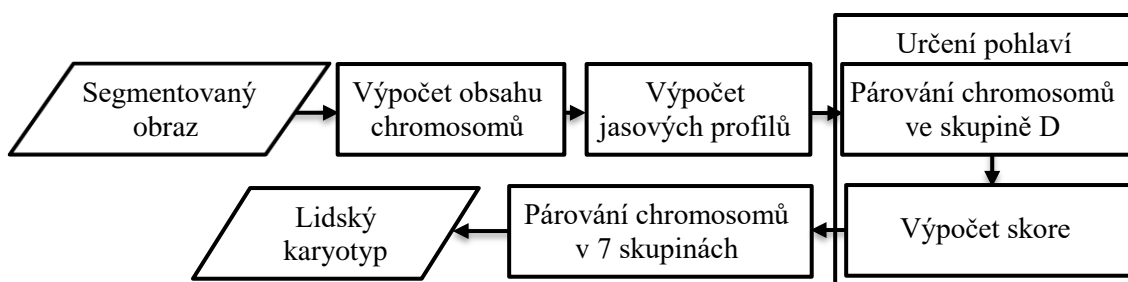 Určení pohlaví
Segmentovaný
obraz
Výpočet obsahu
chromosomů
Výpočet
jasových profilů
Párování chromosomů
ve skupině D
Výpočet skore
Párování chromosomů
v 7 skupinách
Lidský
karyotyp